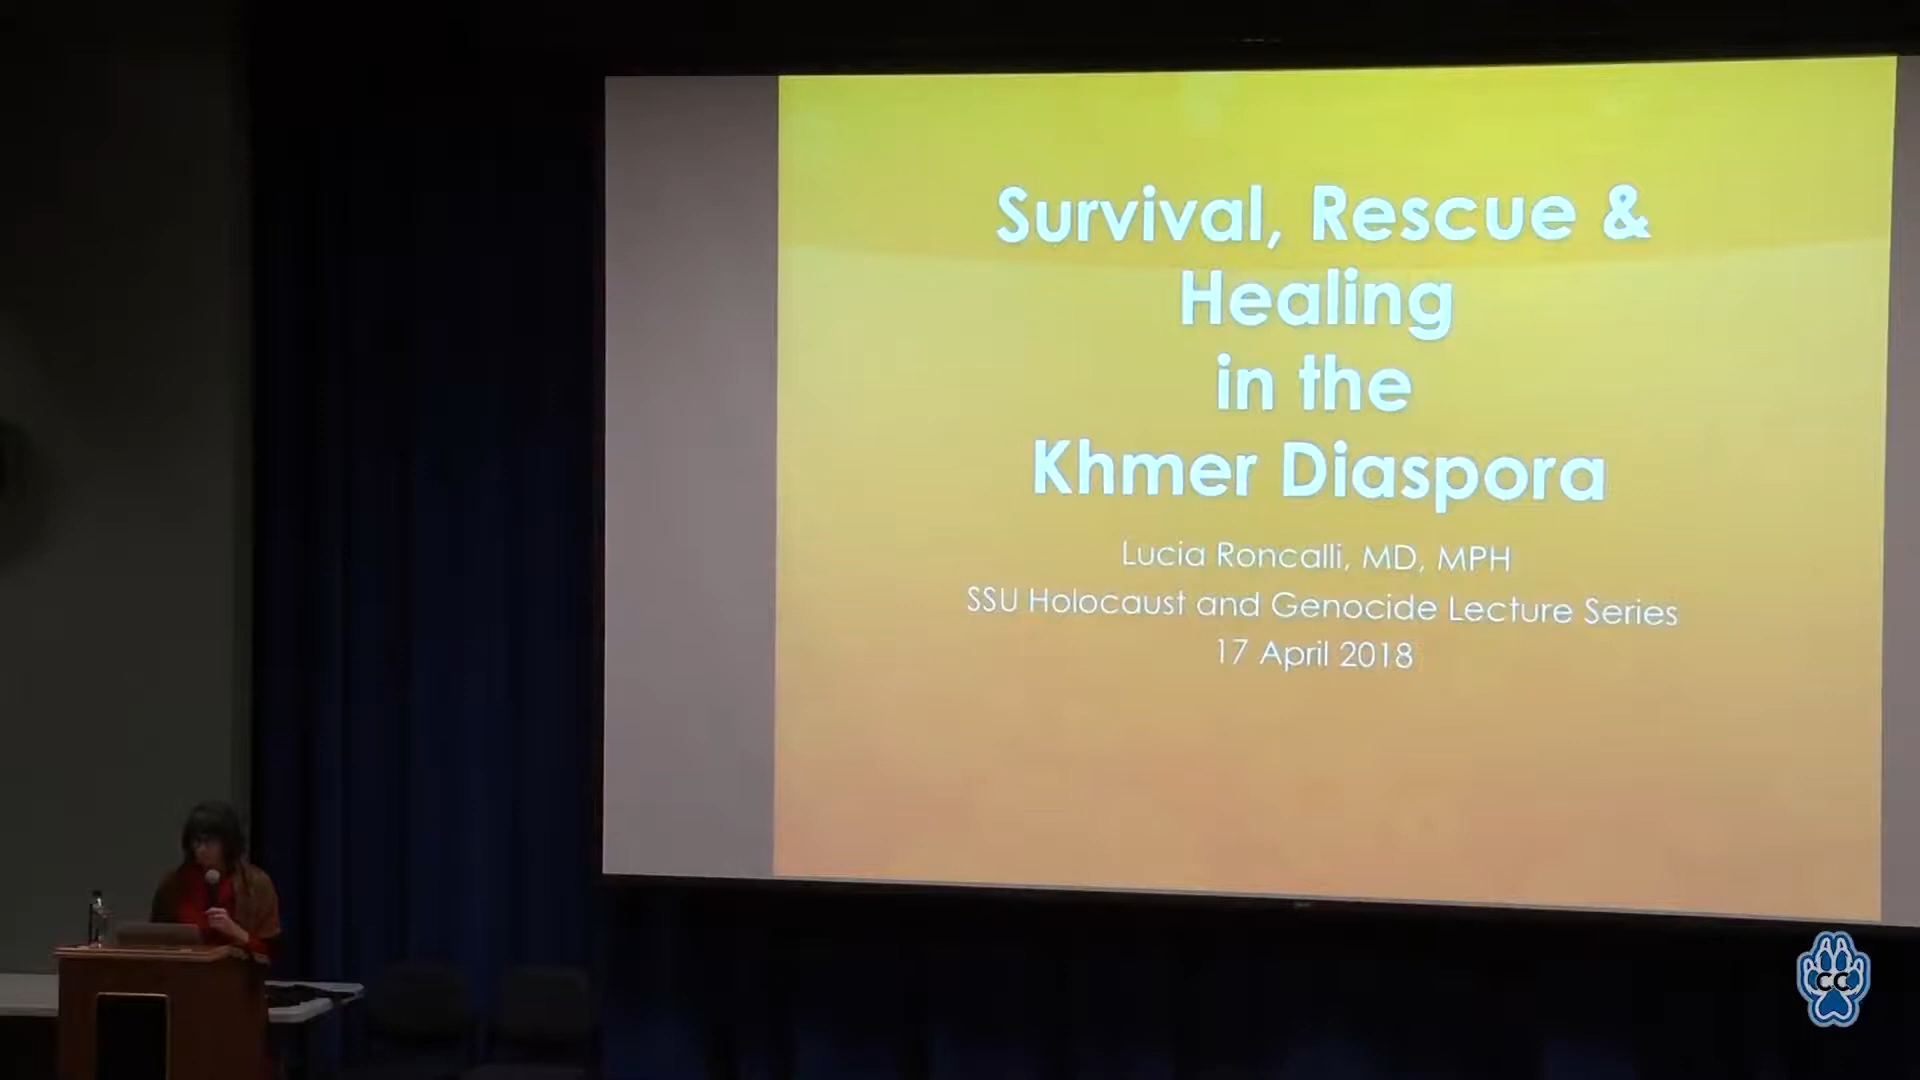 Survival, Rescue &
Healing
in the
Khmer Diaspora
Lucia Roncalli, MD, MPH
SSU Holocaust and Genocide Lecture Series
17 April 2018
CC